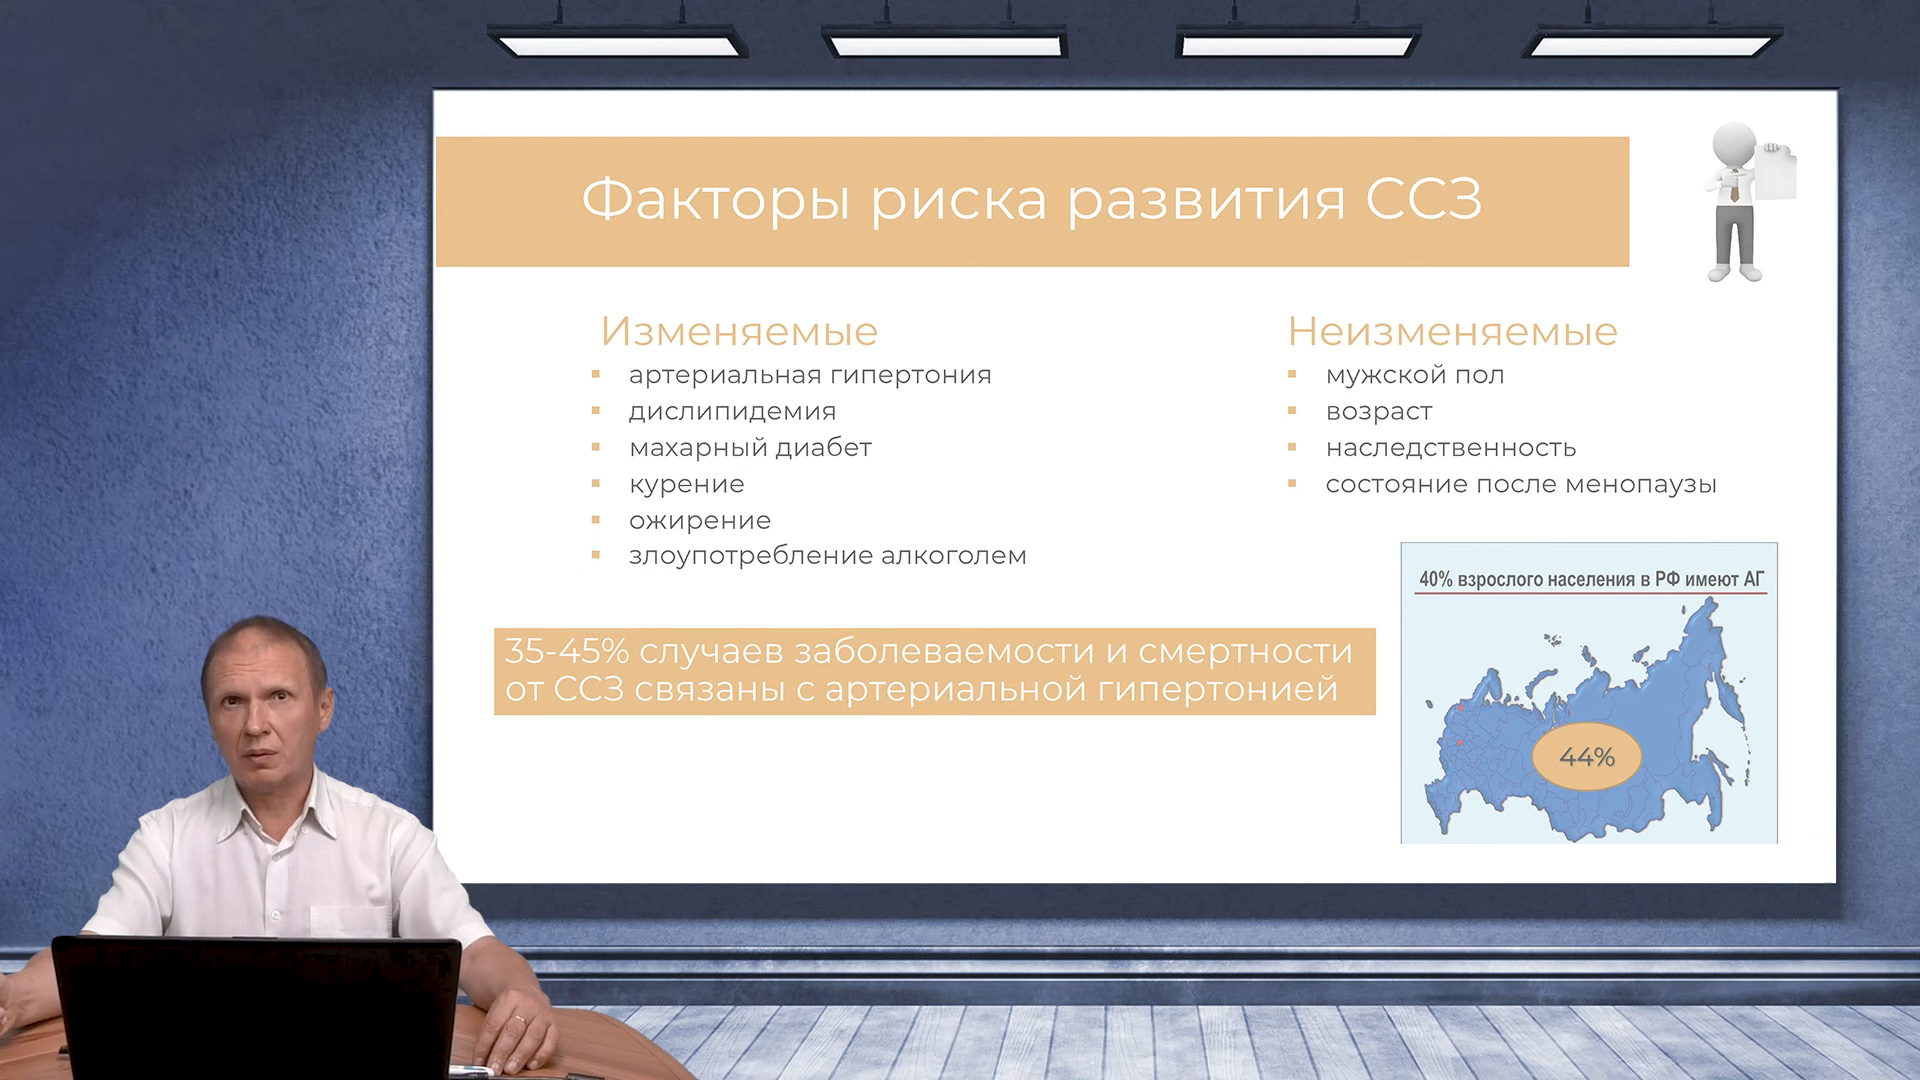 Факторы риска развития ССЗ
Изменяемые
артериальная гипертония
дислипидемия
махарный диабет
курение
ожирение
злоупотребление алкоголем
Неизменяемые
мужской пол
возраст
наследственность
состояние после менопаузы
35-45% случаев заболеваемости и смертности
от ССЗ связаны с артериальной гипертонией
40% взрослого населения в РФ имеют АГ
44%